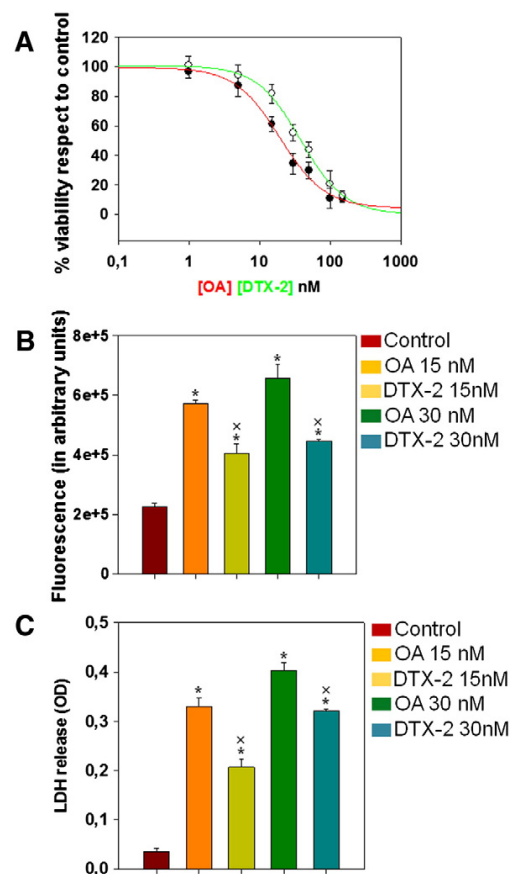 A
% viability respect to control
120
100
80
60
40
20
0
0,1 1 10 100 1000
[OA] [DTX-2] nM
B
Fluorescence (in arbitrary units)
8e+5
6e+5
4e+5
2e+5
0
*
×
*
*
×
*
Control
OA 15 nM
DTX-2 15nM
OA 30 nM
DTX-2 30nM
C
LDH release (OD)
0,5
0,4
0,3
0,2
0,1
0,0
*
×
*
*
×
*
Control
OA 15 nM
DTX-2 15nM
OA 30 nM
DTX-2 30nM